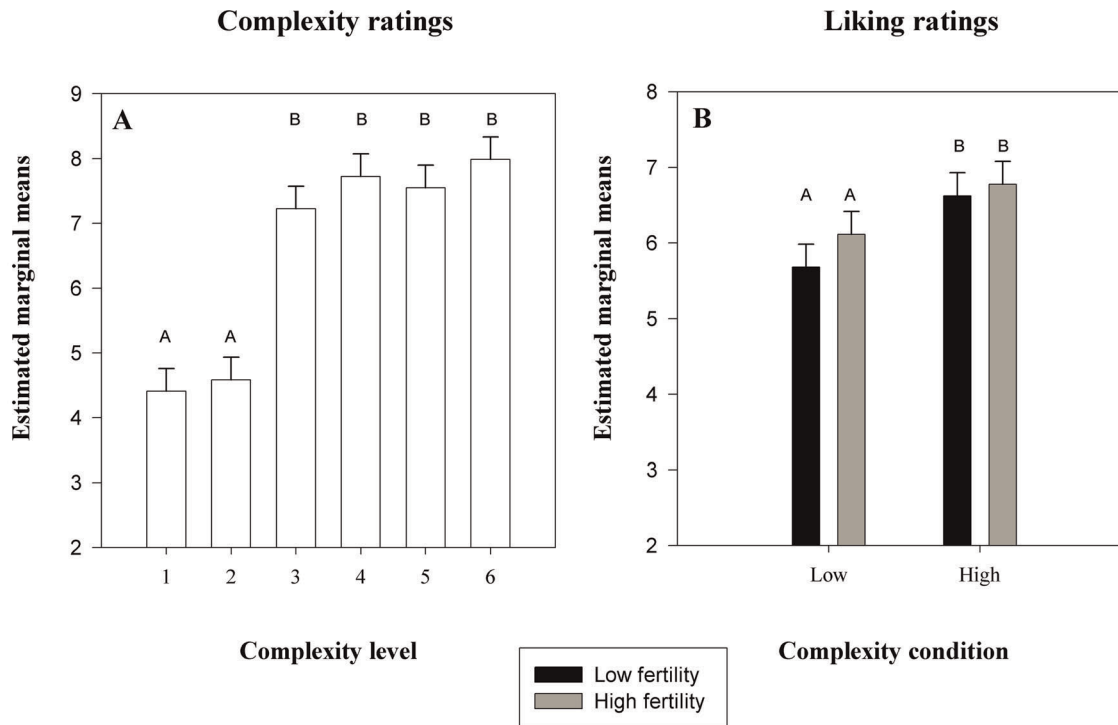 Complexity ratings
Estimated marginal means
9
8
7
6
5
4
3
2
A
A
A
B
B
B
B
1 2 3 4 5 6
Complexity level
Liking ratings
Estimated marginal means
8
7
6
5
4
3
2
B
A A
B B
Low High
Complexity condition
Low fertility
High fertility